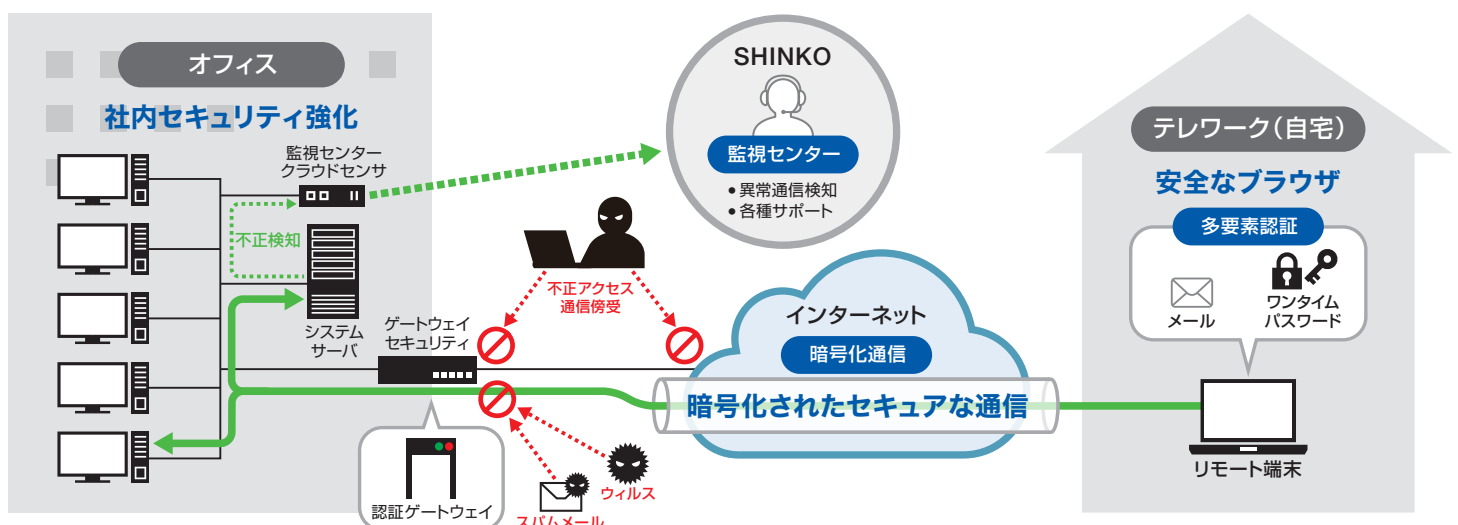 オフィス
社内セキュリティ強化
監視センター
クラウドセンサ
不正検知
システム
サーバ
ゲートウェイ
セキュリティ
認証ゲートウェイ
SHINKO
監視センター
•異常通信検知
•各種サポート
不正アクセス
通信傍受
ウィルス
スパムメール
インターネット
暗号化通信
暗号化されたセキュアな通信
テレワーク（自宅）
安全なブラウザ
多要素認証
メール
ワンタイム
パスワード
リモート端末